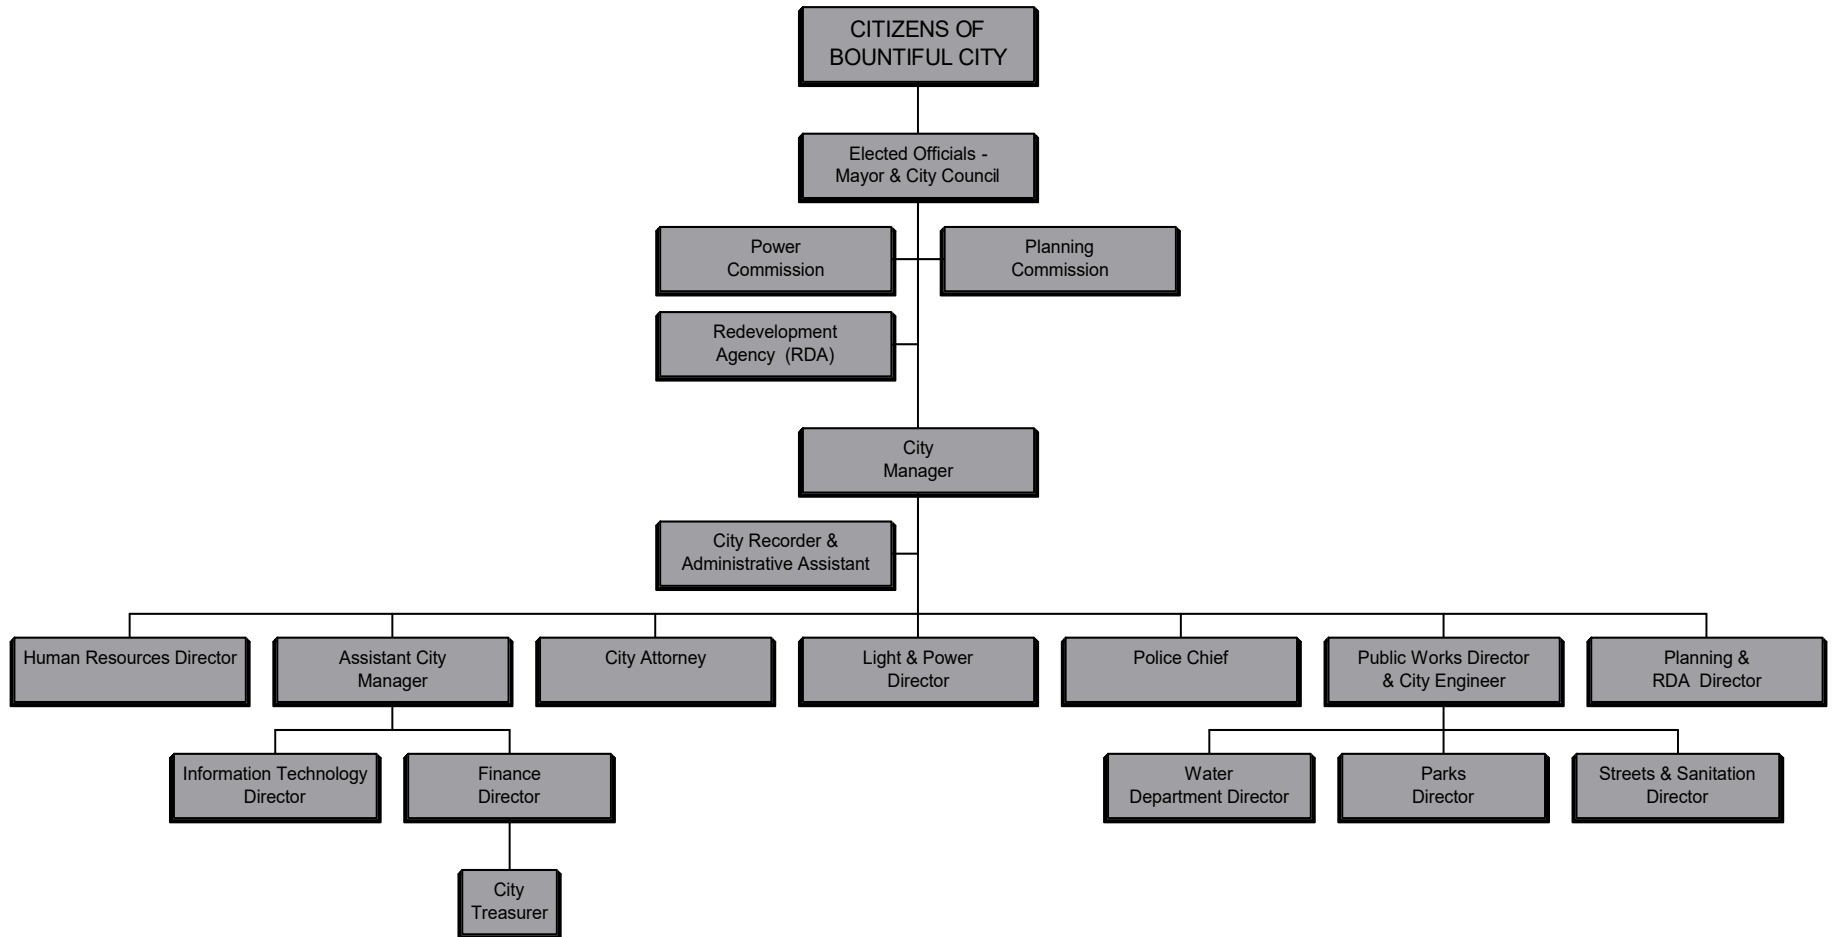 CITIZENS OF
BOUNTIFUL CITY
Elected Officials -
Mayor & City Council
Power
Commission
Planning
Commission
Redevelopment
Agency (RDA)
City
Manager
City Recorder &
Administrative Assistant
Human Resources Director
Assistant City
Manager
City Attorney
Light & Power
Director
Police Chief
Public Works Director
& City Engineer
Planning &
RDA Director
Information Technology
Director
Finance
Director
Water
Department Director
Parks
Director
Streets & Sanitation
Director
City
Treasurer